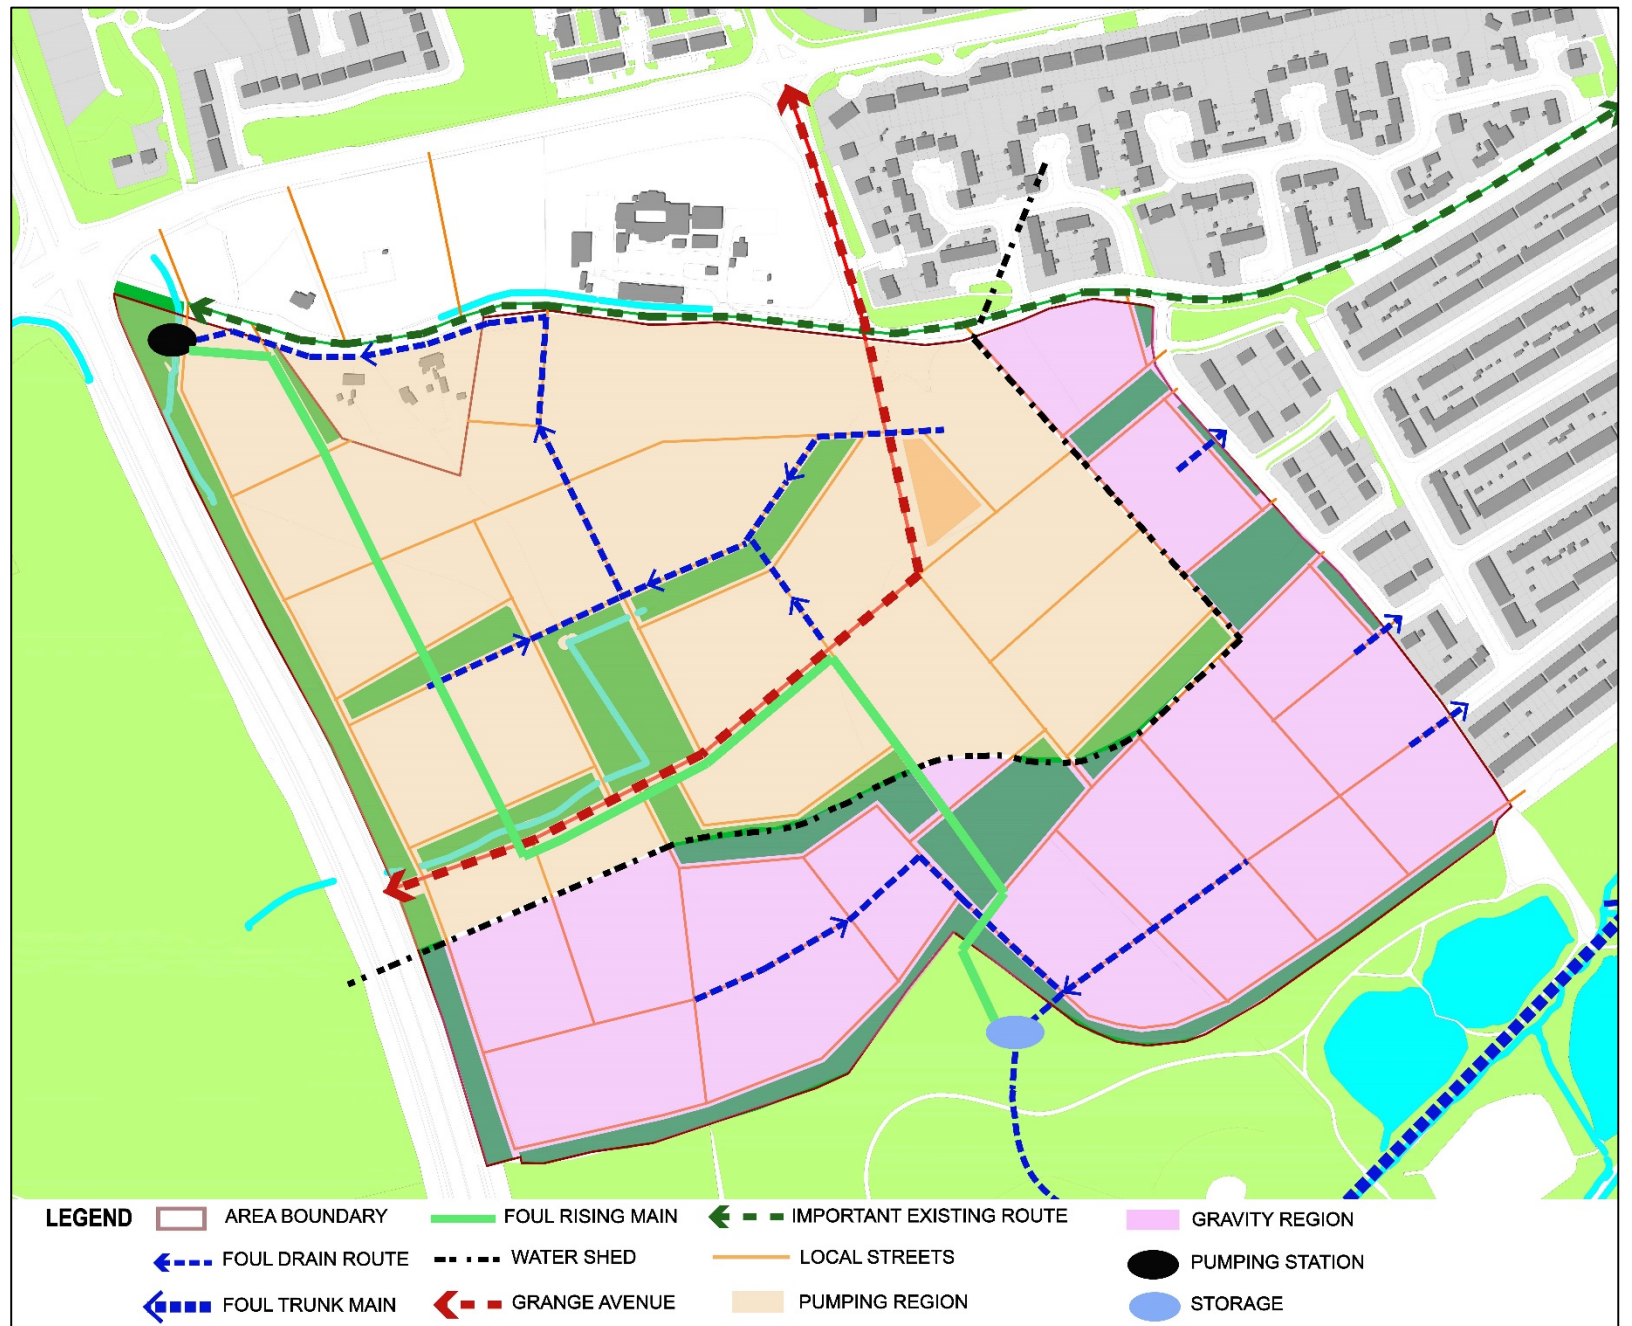 LEGEND AREA BOUNDARY FOUL RISING MAIN IMPORTANT EXISTING ROUTE GRAVITY REGION
FOUL DRAIN ROUTE WATER SHED LOCAL STREETS PUMPING STATION
FOUL TRUNK MAIN GRANGE AVENUE PUMPING REGION STORAGE